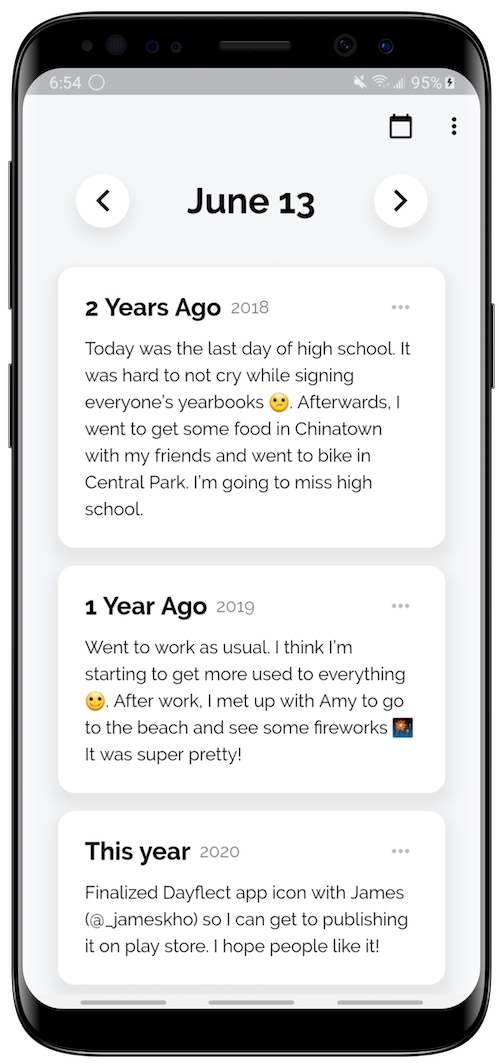 6:54 95%
June 13
2 Years Ago 2018
Today was the last day of high school. It
was hard to not cry while signing
everyone's yearbooks 😕. Afterwards, I
went to get some food in Chinatown
with my friends and went to bike in
Central Park. I'm going to miss high
school.
1 Year Ago 2019
Went to work as usual. I think I'm
starting to get more used to everything
🙂. After work, I met up with Amy to go
to the beach and see some fireworks 🎆
It was super pretty!
This year 2020
Finalized Dayflect app icon with James
(@_jameskho) so I can get to publishing
it on play store. I hope people like it!